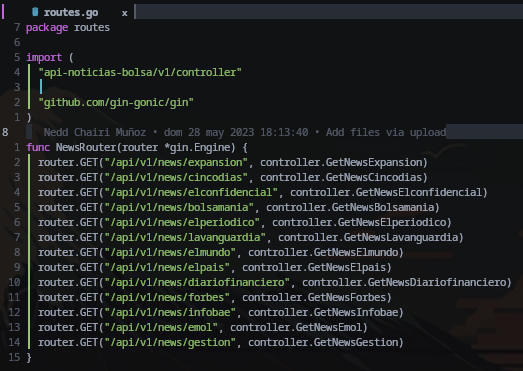 routes.go x
7 package routes
6
5 import (
4 "api-noticias-bolsa/v1/controller"
3
2 "github.com/gin-gonic/gin"
1 )
8 Nedd Chairi Muñoz • dom 28 may 2023 18:13:40 • Add files via upload
1 func NewsRouter(router *gin.Engine) {
2 router.GET("/api/v1/news/expansion", controller.GetNewsExpansion)
3 router.GET("/api/v1/news/cincodias", controller.GetNewsCincodias)
4 router.GET("/api/v1/news/elconfidencial", controller.GetNewsElconfidencial)
5 router.GET("/api/v1/news/bolsamania", controller.GetNewsBolsamania)
6 router.GET("/api/v1/news/elperiodico", controller.GetNewsElperiodico)
7 router.GET("/api/v1/news/lavanguardia", controller.GetNewsLavanguardia)
8 router.GET("/api/v1/news/elmundo", controller.GetNewsElmundo)
9 router.GET("/api/v1/news/elpais", controller.GetNewsElpais)
10 router.GET("/api/v1/news/diariofinanciero", controller.GetNewsDiariofinanciero)
11 router.GET("/api/v1/news/forbes", controller.GetNewsForbes)
12 router.GET("/api/v1/news/infobae", controller.GetNewsInfobae)
13 router.GET("/api/v1/news/emol", controller.GetNewsEmol)
14 router.GET("/api/v1/news/gestion", controller.GetNewsGestion)
15 }